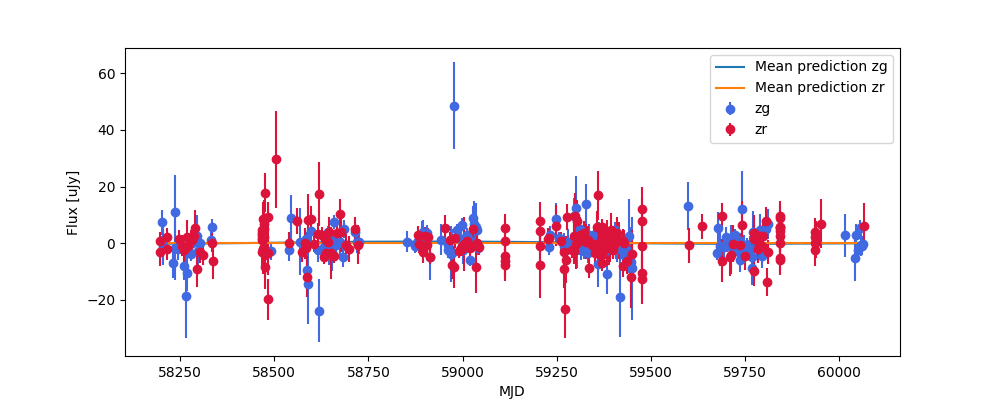 Mean prediction zg
Mean prediction zr
zg
zr
Flux [uJy]
60
40
20
0
−20
58250 58500 58750 59000 59250 59500 59750 60000
MJD